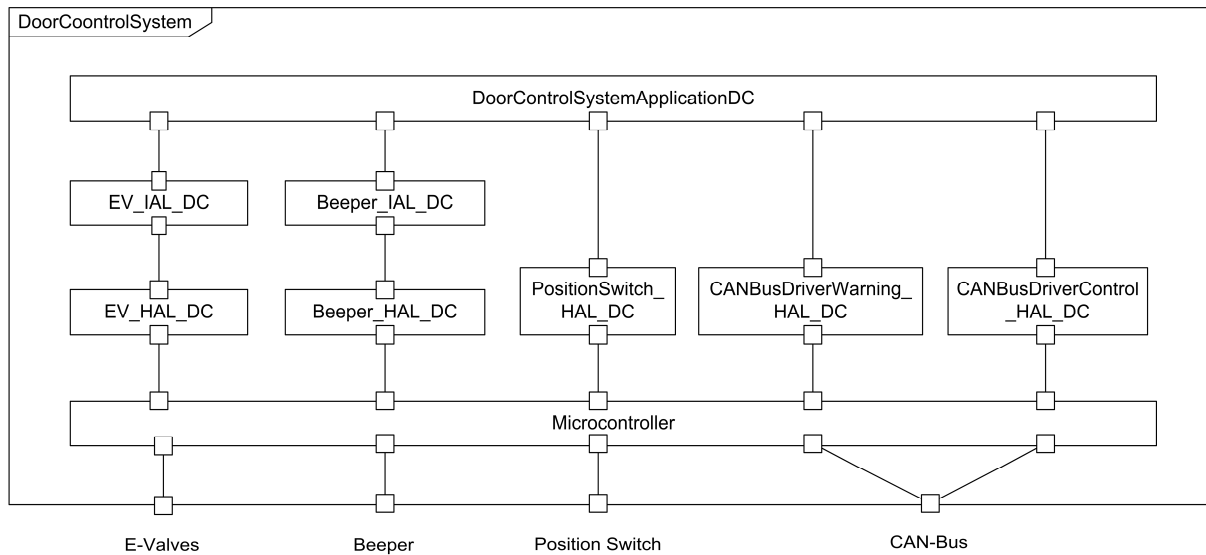 DoorCoontrolSystem
DoorControlSystemApplicationDC
EV_IAL_DC
Beeper_IAL_DC
EV_HAL_DC
Beeper_HAL_DC
PositionSwitch_
HAL_DC
CANBusDriverWarning_
HAL_DC
CANBusDriverControl
_HAL_DC
Microcontroller
E-Valves
Beeper
Position Switch
CAN-Bus